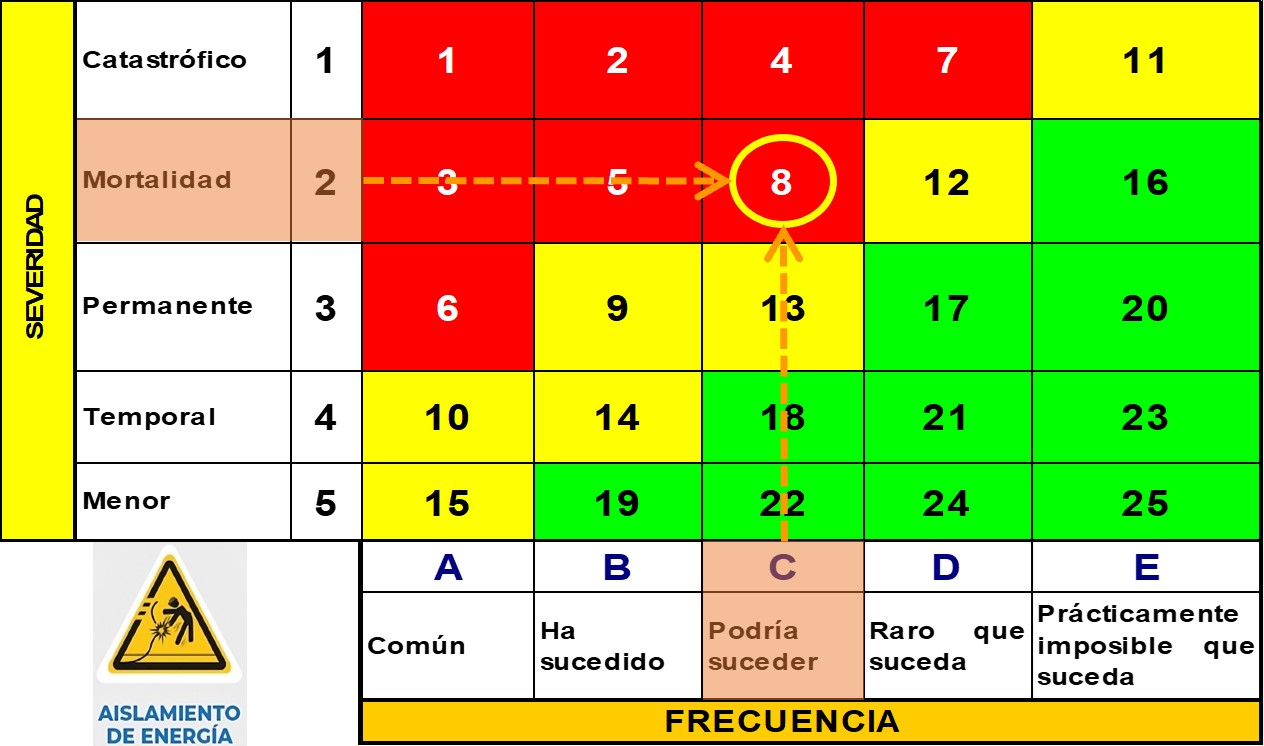 SEVERIDAD
Catastrófico 1 1 2 4 7 11
Mortalidad 2 3 5 8 12 16
Permanente 3 6 9 13 17 20
Temporal 4 10 14 18 21 23
Menor 5 15 19 22 24 25
A B C D E
Común
Ha
sucedido
Podría
suceder
Raro que
suceda
Prácticamente
imposible que
suceda
FRECUENCIA
AISLAMIENTO
DE ENERGÍA